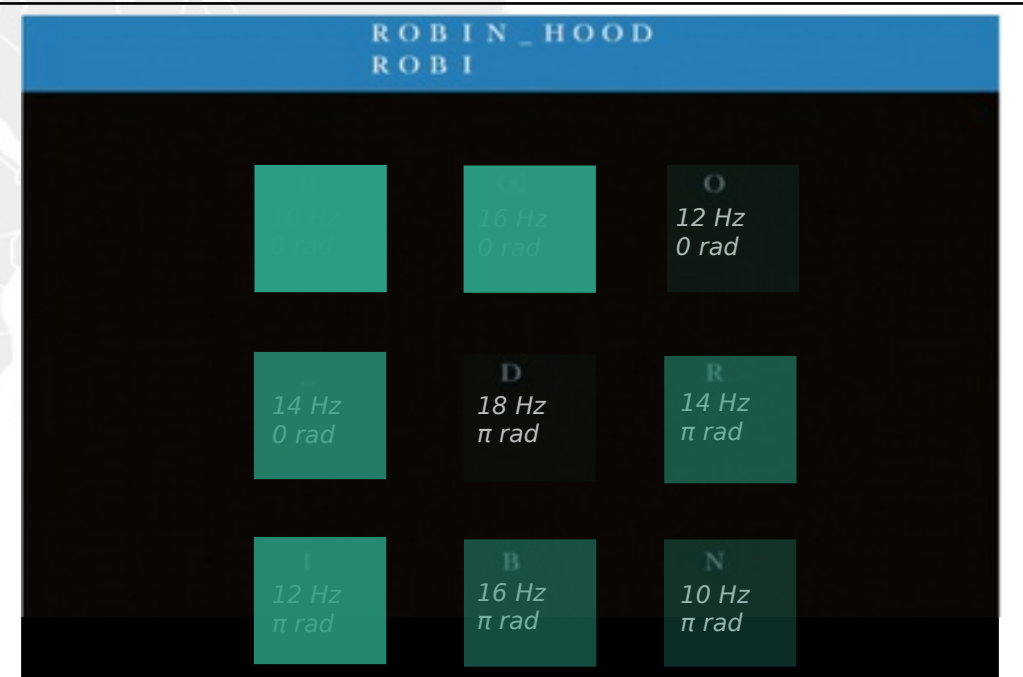 ROBIN_HOOD
ROBI
O
12 Hz
0 rad
16 Hz
0 rad
14 Hz
0 rad
D
18 Hz
π rad
R
14 Hz
π rad
I
12 Hz
π rad
B
16 Hz
π rad
N
10 Hz
π rad